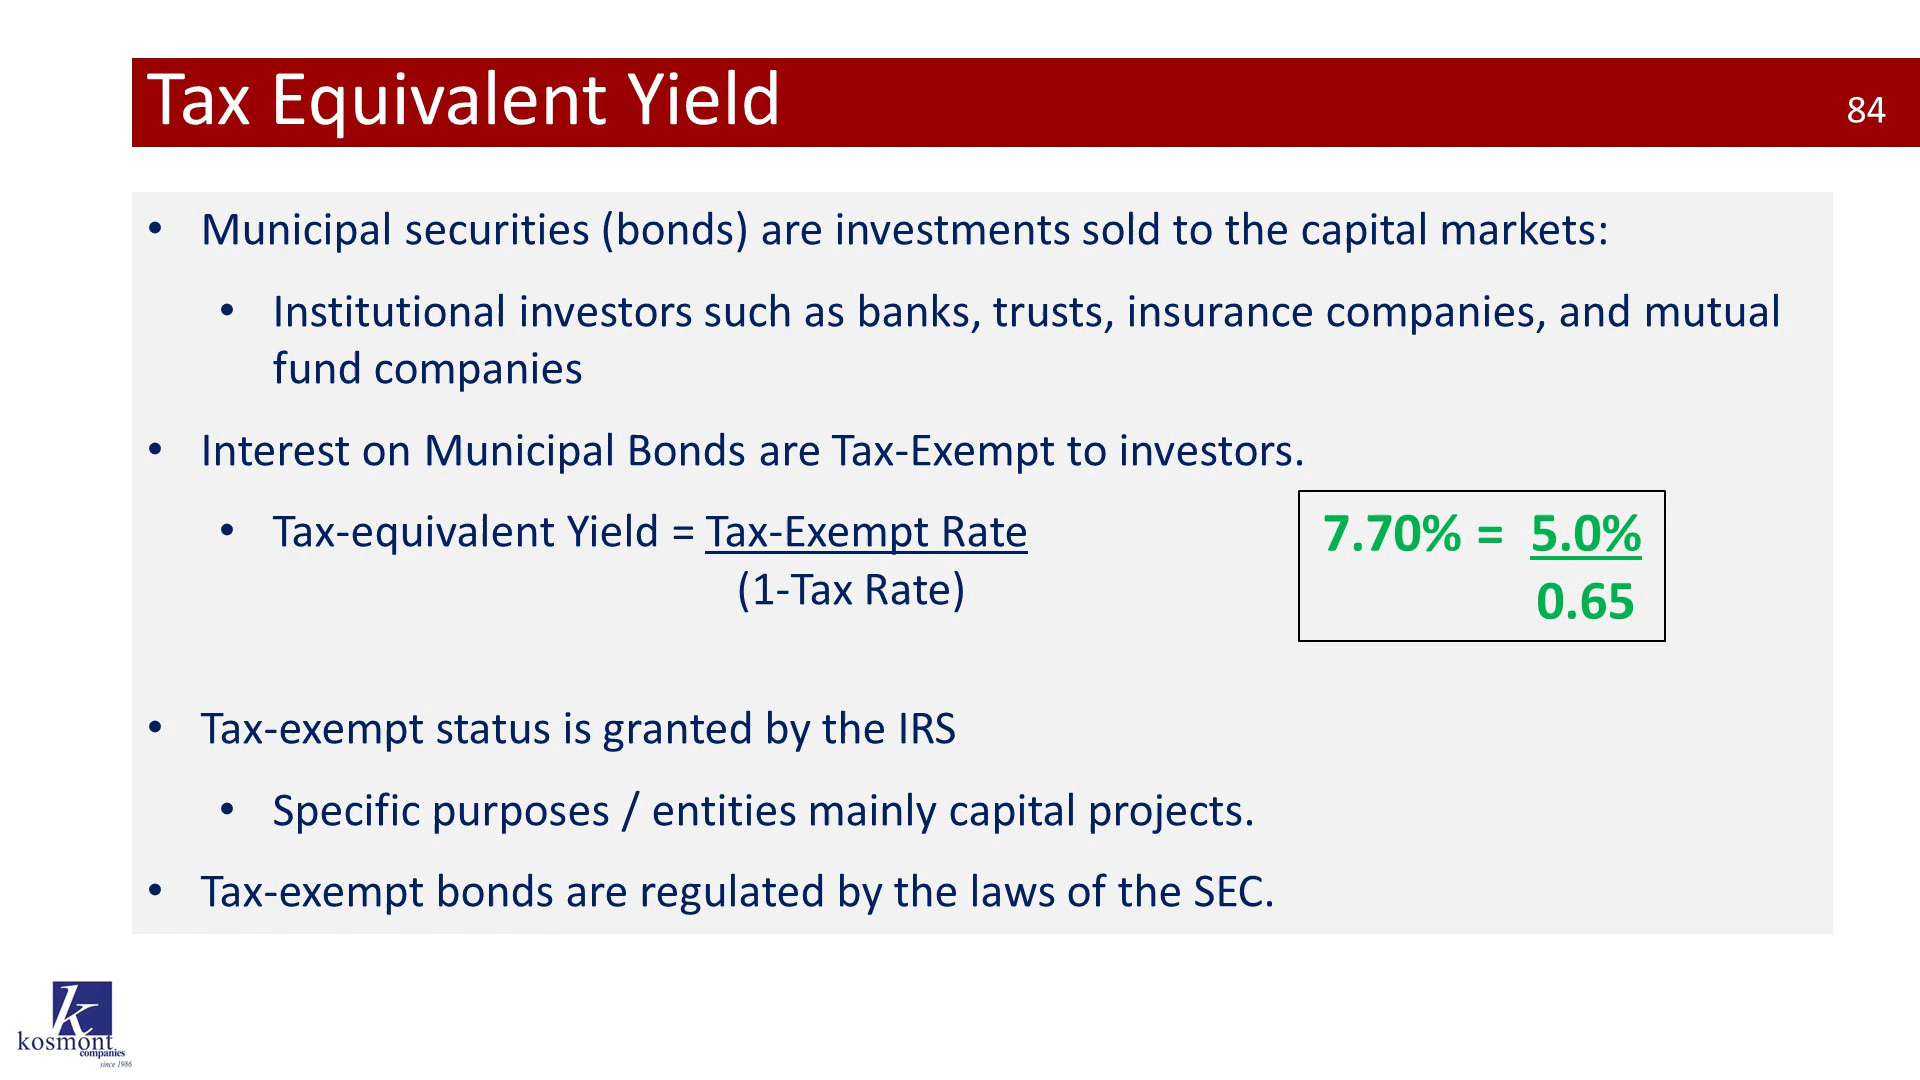 Tax Equivalent Yield
84
• Municipal securities (bonds) are investments sold to the capital markets:
• Institutional investors such as banks, trusts, insurance companies, and mutual
fund companies
• Interest on Municipal Bonds are Tax-Exempt to investors.
• Tax-equivalent Yield = Tax-Exempt Rate
(1-Tax Rate)
7.70% = 5.0%
0.65
• Tax-exempt status is granted by the IRS
• Specific purposes / entities mainly capital projects.
• Tax-exempt bonds are regulated by the laws of the SEC.
k
kosmont
companies
since 1986